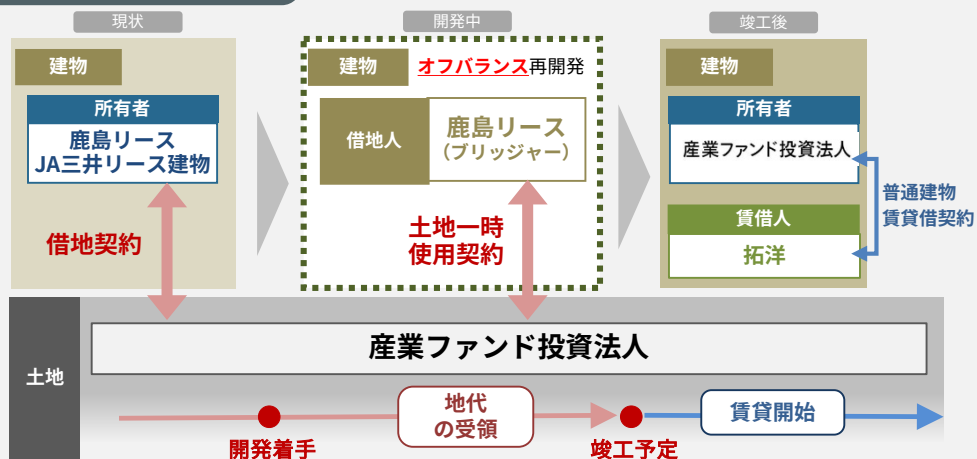 現状
建物
所有者
鹿島リース
JA三井リース建物
借地契約
開発中
建物
オフバランス再開発
借地人
鹿島リース
(ブリッジャー)
土地一時
使用契約
竣工後
建物
所有者
産業ファンド投資法人
賃借人
拓洋
普通建物
賃貸借契約
土地
産業ファンド投資法人
開発着手
地代
の受領
竣工予定
賃貸開始